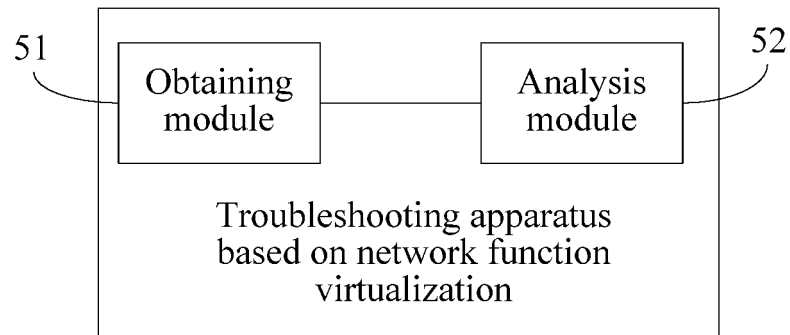 51
52
Obtaining
module
Analysis
module
Troubleshooting apparatus
based on network function
virtualization